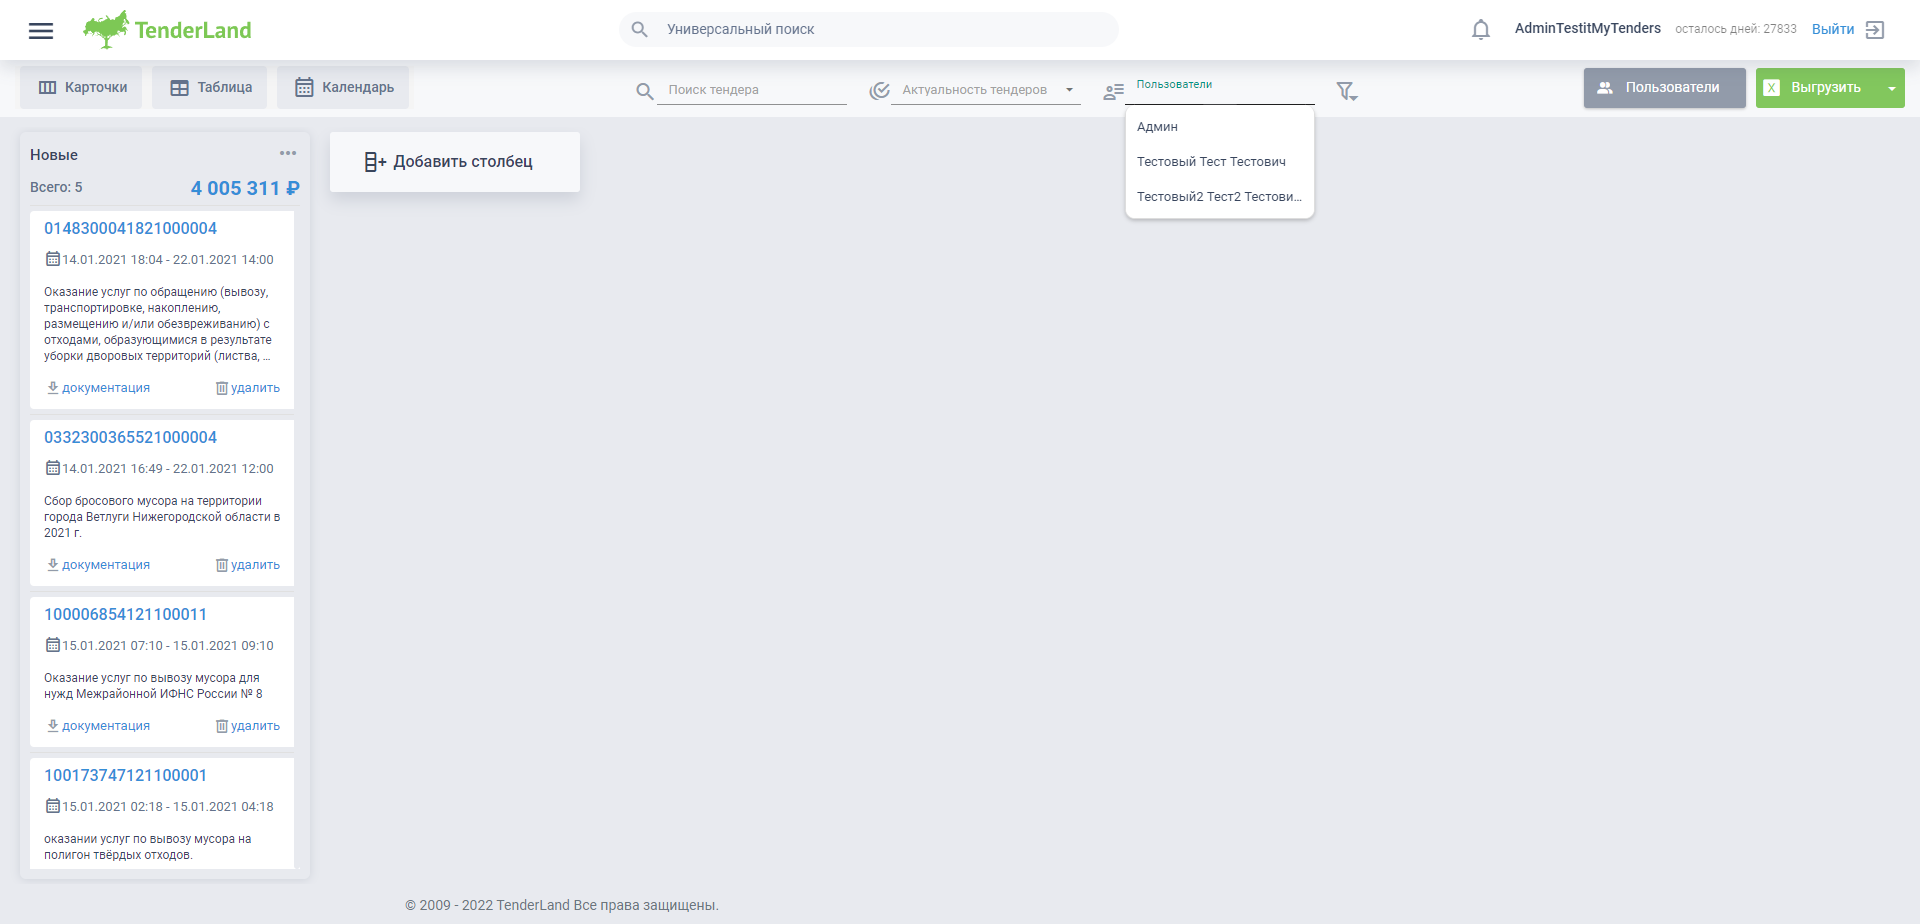 TenderLand
Универсальный поиск
AdminTestitMyTenders
осталось дней: 27833
Выйти
Карточки
Таблица
Календарь
Поиск тендера
Актуальность тендеров
Пользователи
Пользователи
X Выгрузить
Админ
Тестовый Тест Тестович
Тестовый2 Тест2 Тестови...
Новые
Всего: 5
4 005 311 ₽
Добавить столбец
0148300041821000004
14.01.2021 18:04 - 22.01.2021 14:00
Оказание услуг по обращению (вывозу,
транспортировке, накоплению,
размещению и/или обезвреживанию) с
отходами, образующимися в результате
уборки дворовых территорий (листва, ...
документация
удалить
0332300365521000004
14.01.2021 16:49 - 22.01.2021 12:00
Сбор бросового мусора на территории
города Ветлуги Нижегородской области в
2021 г.
документация
удалить
100006854121100011
15.01.2021 07:10 - 15.01.2021 09:10
Оказание услуг по вывозу мусора для
нужд Межрайонной ИФНС России № 8
документация
удалить
100173747121100001
15.01.2021 02:18 - 15.01.2021 04:18
оказании услуг по вывозу мусора на
полигон твёрдых отходов.
© 2009 - 2022 TenderLand Все права защищены.